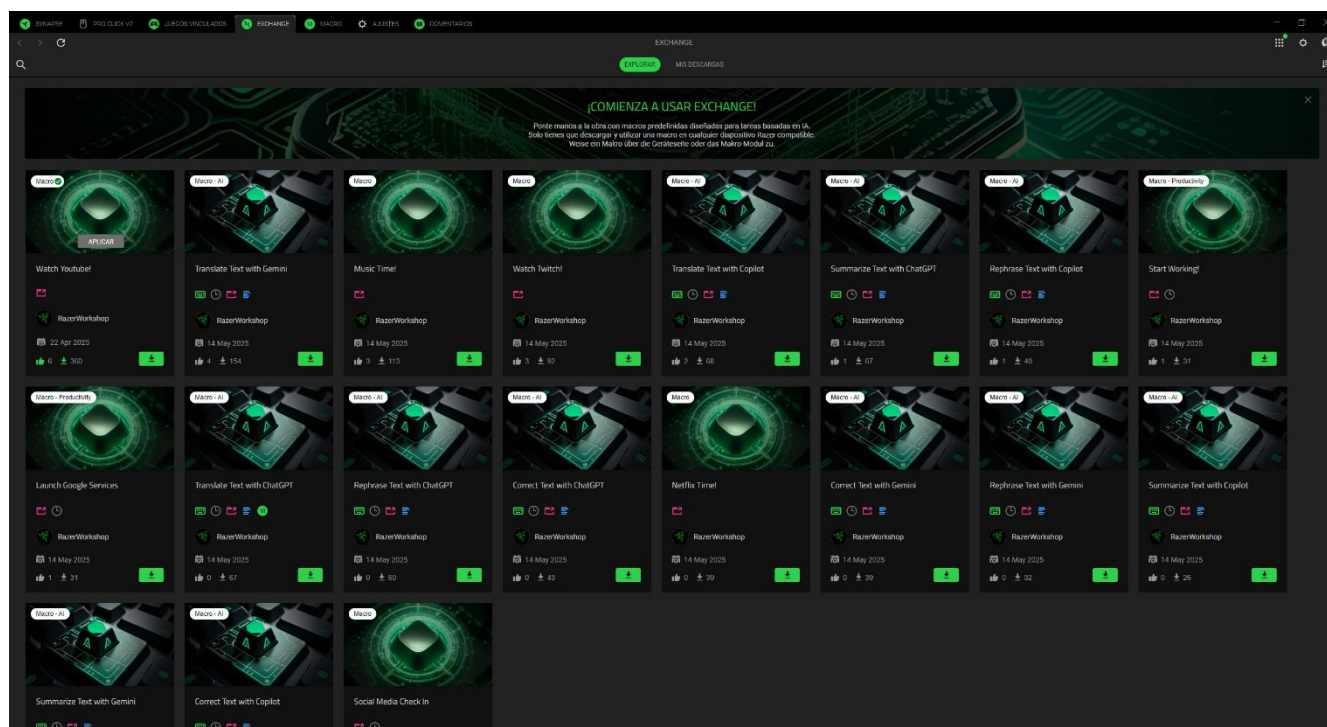 SYNAPSE PRO CLICK V2 JUEGOS VINCULADOS EXCHANGE MACRO AJUSTES COMENTARIOS
EXCHANGE
EXPLORAR MIS DESCARGAS
¡COMIENZA A USAR EXCHANGE!
Ponte manos a la obra con macros predefinidas diseñadas para tareas basadas en IA.
Solo tienes que descargar y utilizar una macro en cualquier dispositivo Razer compatible.
Weise ein Makro über die Geräteseite oder das Makro-Modul zu.
Macro
APLICAR
Watch Youtube!
RazerWorkshop
22 Apr 2025
6 360
Macro - AI
Translate Text with Gemini
RazerWorkshop
14 May 2025
4 154
Macro
Music Time!
RazerWorkshop
14 May 2025
3 113
Macro
Watch Twitch!
RazerWorkshop
14 May 2025
3 92
Macro - AI
Translate Text with Copilot
RazerWorkshop
14 May 2025
2 68
Macro - AI
Summarize Text with ChatGPT
RazerWorkshop
14 May 2025
1 67
Macro - AI
Rephrase Text with Copilot
RazerWorkshop
14 May 2025
1 40
Macro - Productivity
Start Working!
RazerWorkshop
14 May 2025
1 31
Macro - Productivity
Launch Google Services
RazerWorkshop
14 May 2025
1 31
Macro - AI
Translate Text with ChatGPT
RazerWorkshop
14 May 2025
0 67
Macro - AI
Rephrase Text with ChatGPT
RazerWorkshop
14 May 2025
0 60
Macro - AI
Correct Text with ChatGPT
RazerWorkshop
14 May 2025
0 43
Macro
Netflix Time!
RazerWorkshop
14 May 2025
0 39
Macro - AI
Correct Text with Gemini
RazerWorkshop
14 May 2025
0 39
Macro - AI
Rephrase Text with Gemini
RazerWorkshop
14 May 2025
0 32
Macro - AI
Summarize Text with Copilot
RazerWorkshop
14 May 2025
0 26
Macro - AI
Summarize Text with Gemini
Macro - AI
Correct Text with Copilot
Macro
Social Media Check In